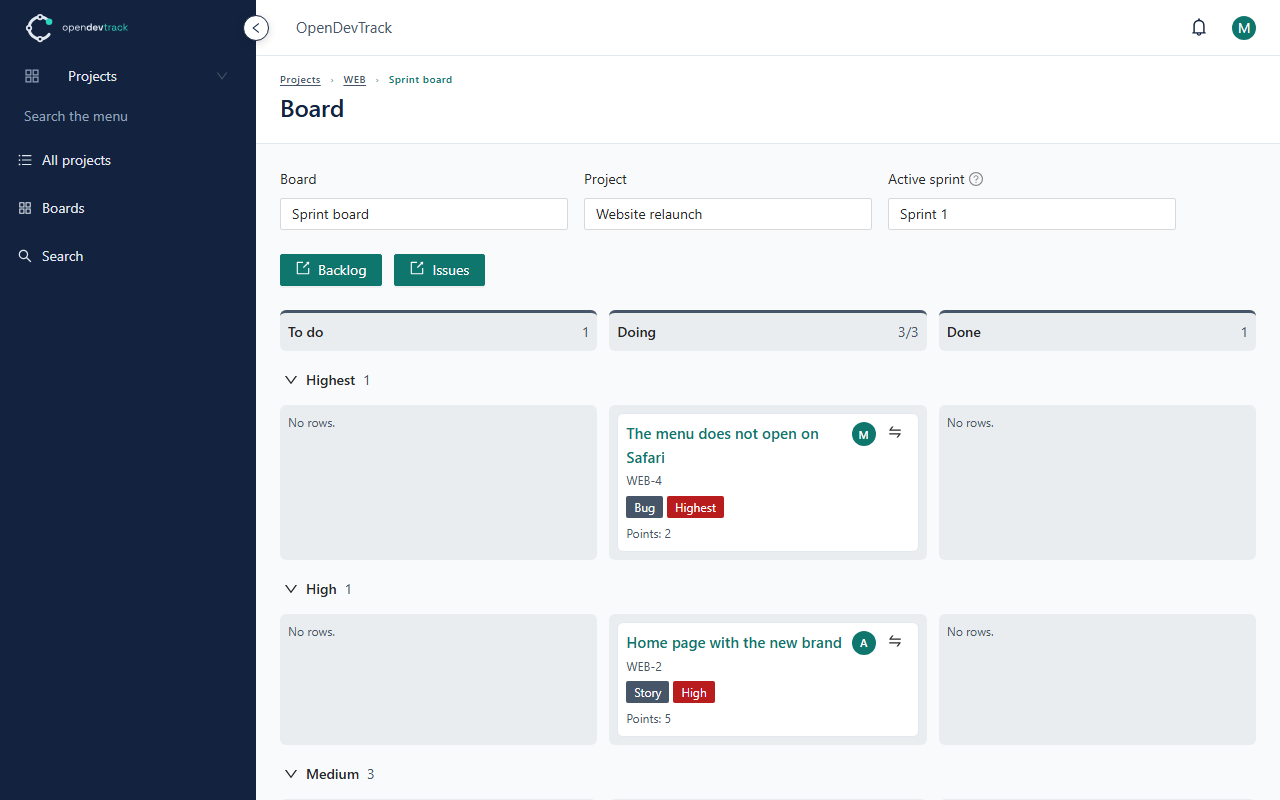 opendevtrack
OpenDevTrack
M
Projects
Search the menu
All projects
Boards
Search
Projects › WEB › Sprint board
Board
Board
Project
Active sprint ?
Sprint board
Website relaunch
Sprint 1
Backlog
Issues
To do 1
Doing 3/3
Done 1
Highest 1
No rows.
The menu does not open on
Safari
M
WEB-4
Bug Highest
Points: 2
No rows.
High 1
No rows.
Home page with the new brand
A
WEB-2
Story High
Points: 5
No rows.
Medium 3